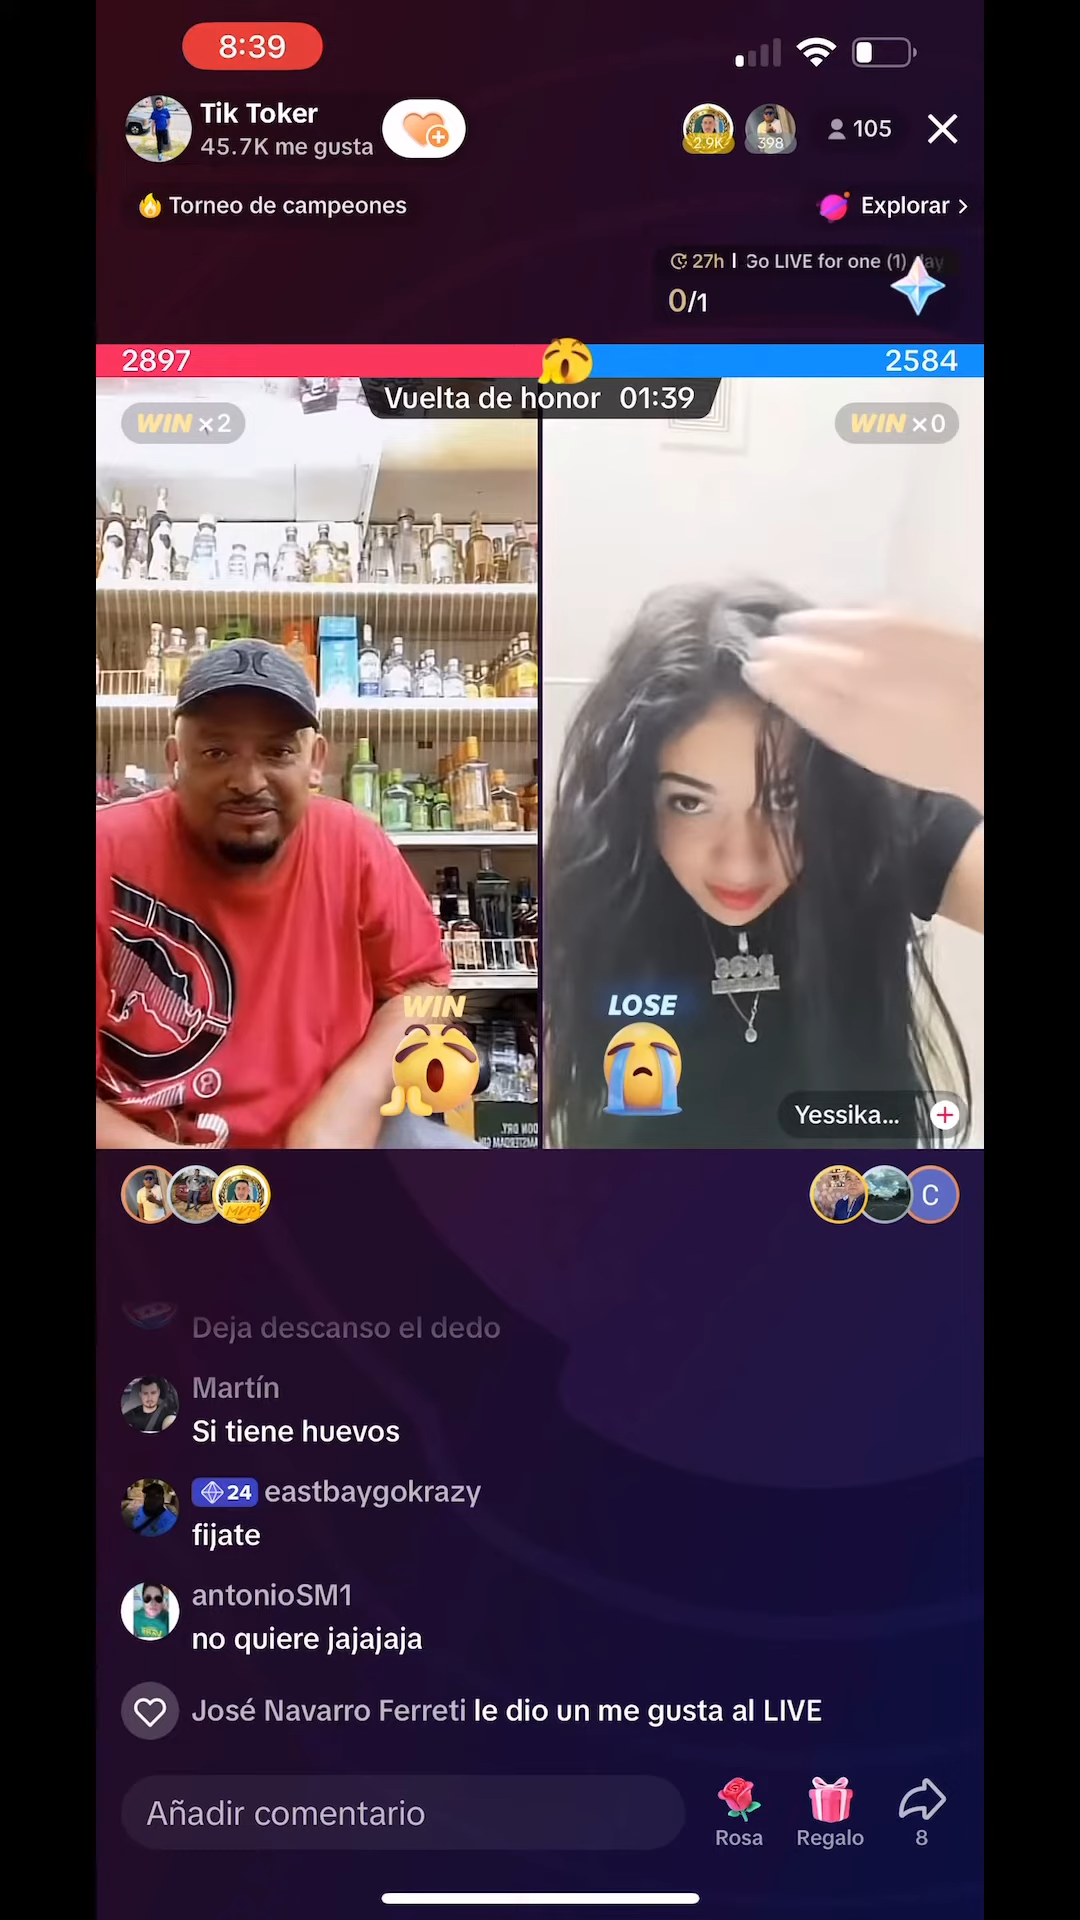 8:39
Tik Toker
45.7K me gusta
2.9K
398
105
Torneo de campeones
Explorar
27h | Go LIVE for one (1) day
0/1
2897
2584
Vuelta de honor 01:39
WIN x2
WIN x0
WIN
LOSE
Yessika...
MVP
C
Deja descanso el dedo
Martín
Si tiene huevos
24 eastbaygokrazy
fijate
antonioSM1
no quiere jajajaja
José Navarro Ferreti le dio un me gusta al LIVE
Añadir comentario
Rosa
Regalo
8